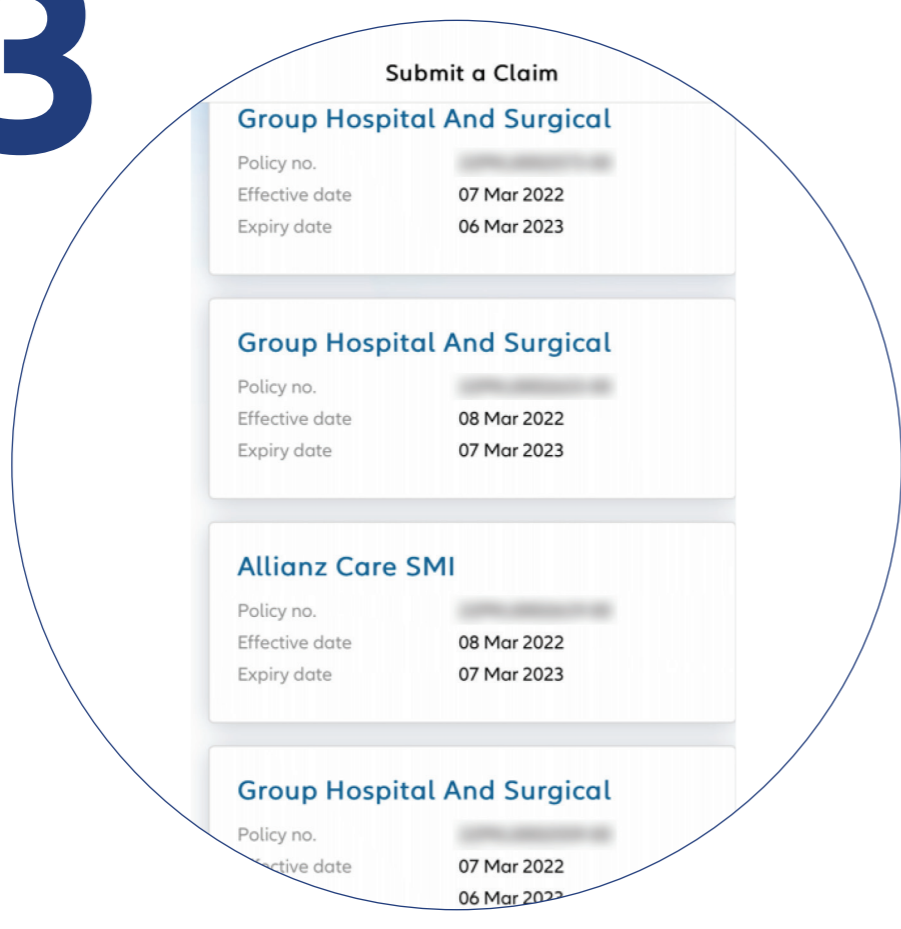 3
Submit a Claim
Group Hospital And Surgical
Policy no.
Effective date 07 Mar 2022
Expiry date 06 Mar 2023
Group Hospital And Surgical
Policy no.
Effective date 08 Mar 2022
Expiry date 07 Mar 2023
Allianz Care SMI
Policy no.
Effective date 08 Mar 2022
Expiry date 07 Mar 2023
Group Hospital And Surgical
Policy no.
date 07 Mar 2022
06 Mar